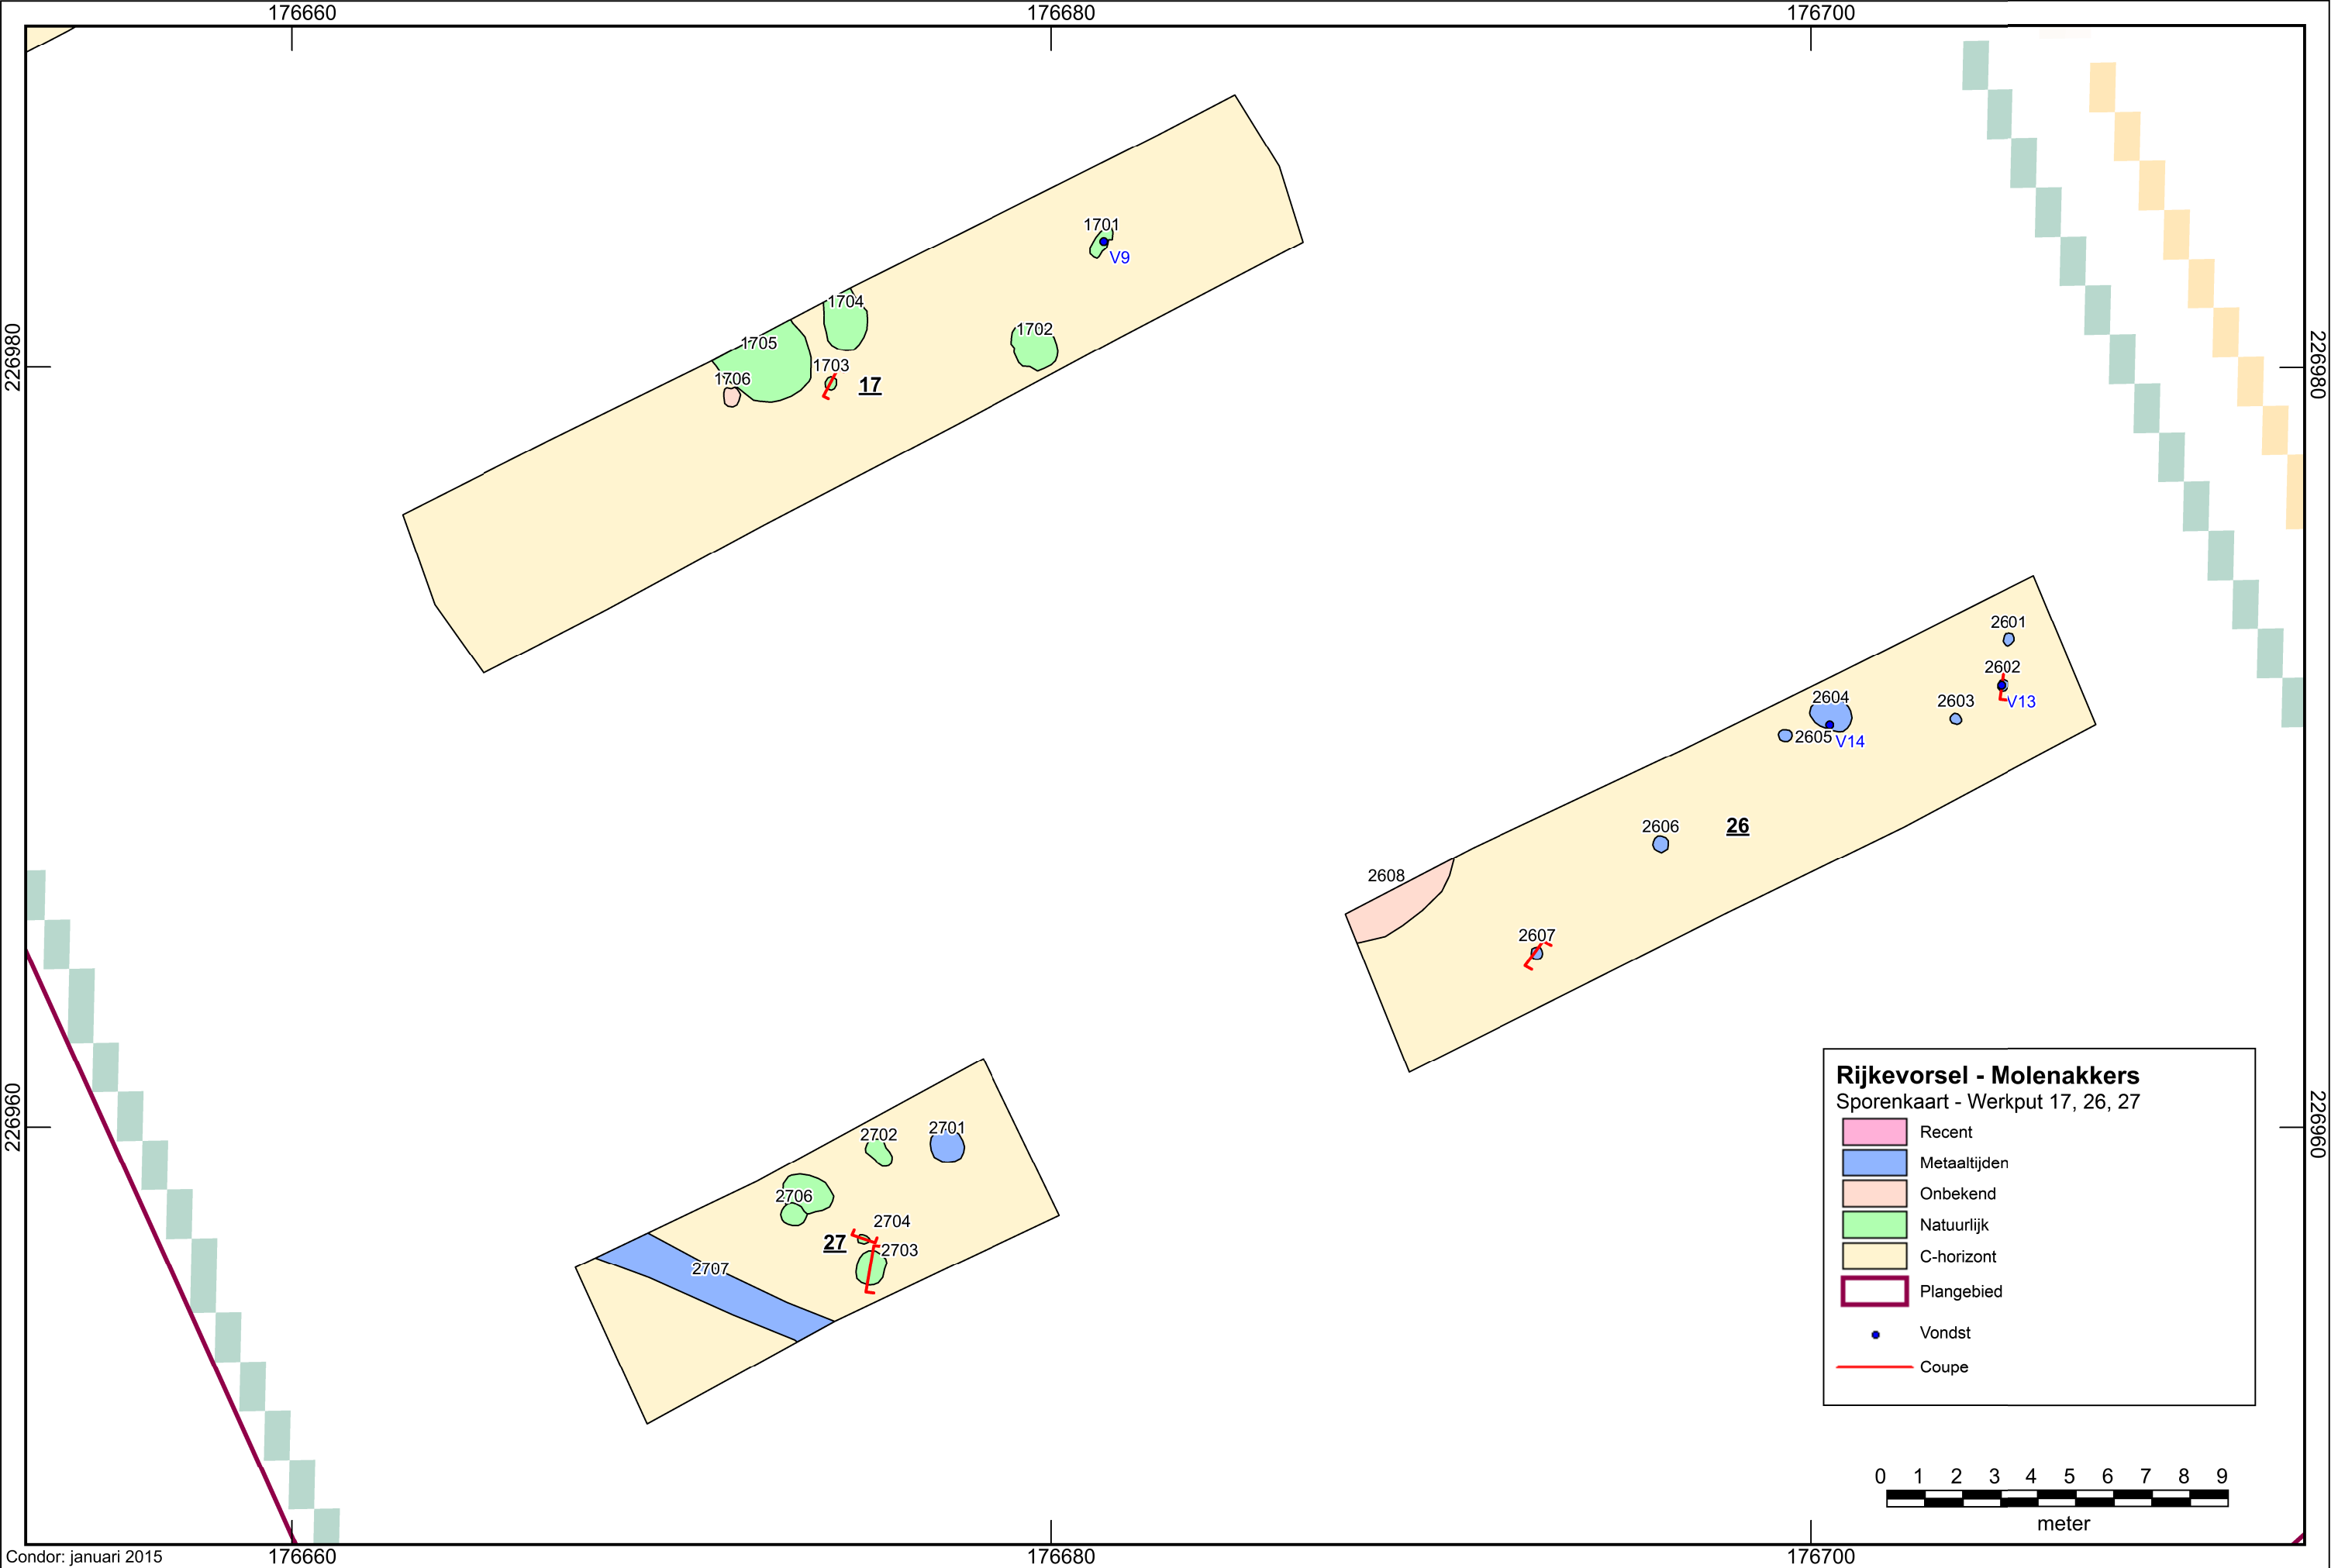 176660 176680 176700
1701
V9
1704
1702
1705
1703
1706
17
226980
226980
2601
2602
2604
2603
V13
2605
V14
2606
26
2608
2607
226960
226960
2702
2701
2706
2704
27
2703
2707
Rijkevorsel - Molenakkers
Sporenkaart - Werkput 17, 26, 27
Recent
Metaaltijden
Onbekend
Natuurlijk
C-horizont
Plangebied
Vondst
Coupe
0 1 2 3 4 5 6 7 8 9
meter
Condor: januari 2015
176660 176680 176700